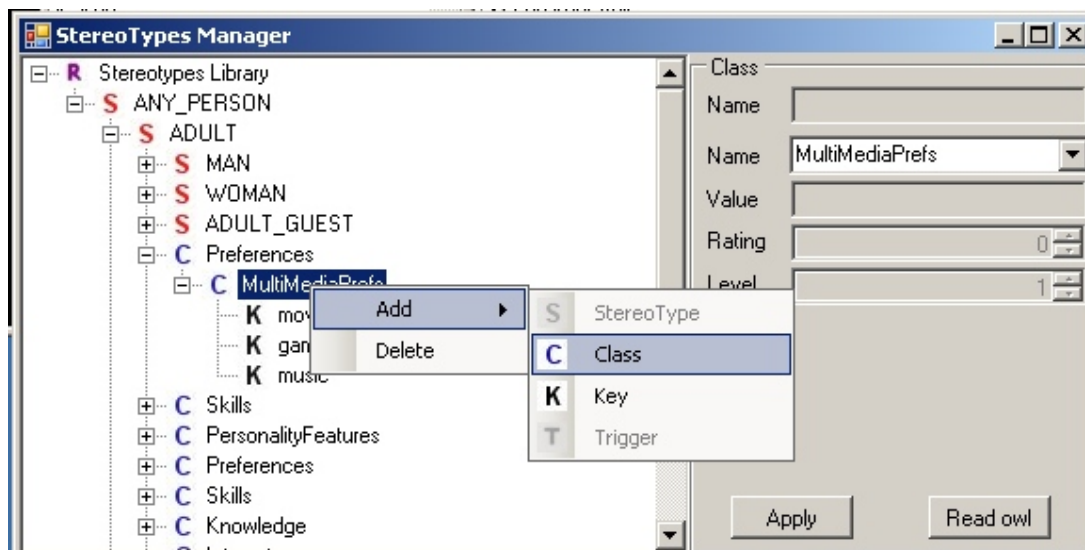 StereoTypes Manager
R Stereotypes Library
S ANY_PERSON
S ADULT
S MAN
S WOMAN
S ADULT_GUEST
C Preferences
C MultiMediaPrefs
K
K
K music
C Skills
C PersonalityFeatures
C Preferences
C Skills
C Knowledge
Add
Delete
S StereoType
C Class
K Key
T Trigger
Class
Name
Name MultiMediaPrefs
Value
Rating 0
Level 1
Apply Read owl